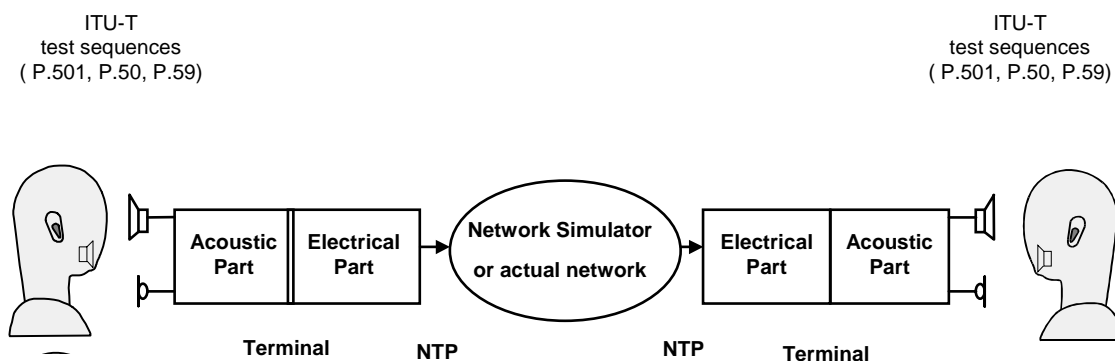 ITU-T
test sequences
( P.501, P.50, P.59)
ITU-T
test sequences
( P.501, P.50, P.59)
Acoustic
Part
Electrical
Part
Network Simulator
or actual network
Electrical
Part
Acoustic
Part
Terminal
NTP
NTP
Terminal